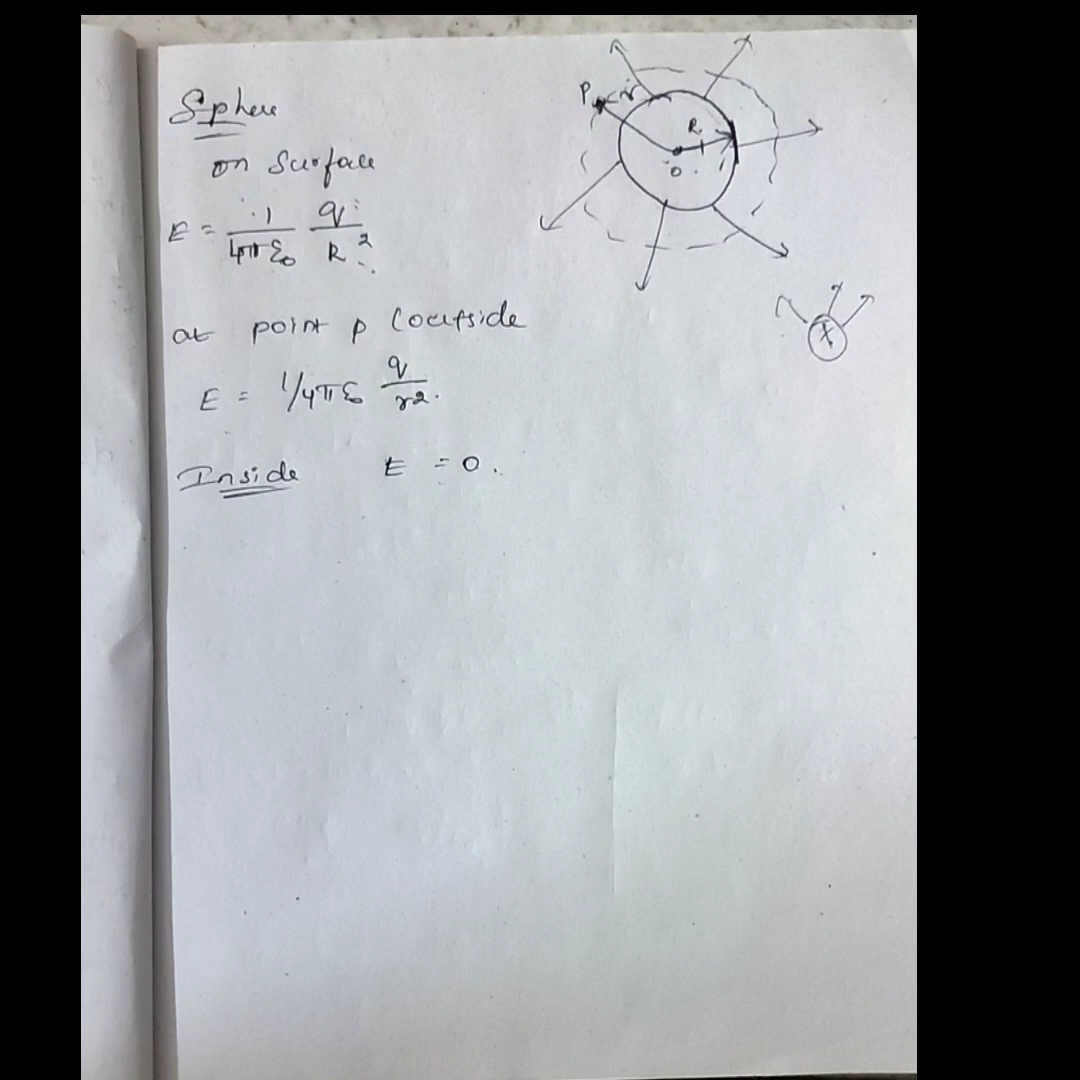 Sphere
on Surface
E = 1/4πε₀ q/R²
at point p (outside
E = 1/4πε₀ q/r².
Inside E = 0.
P r
R
O
+